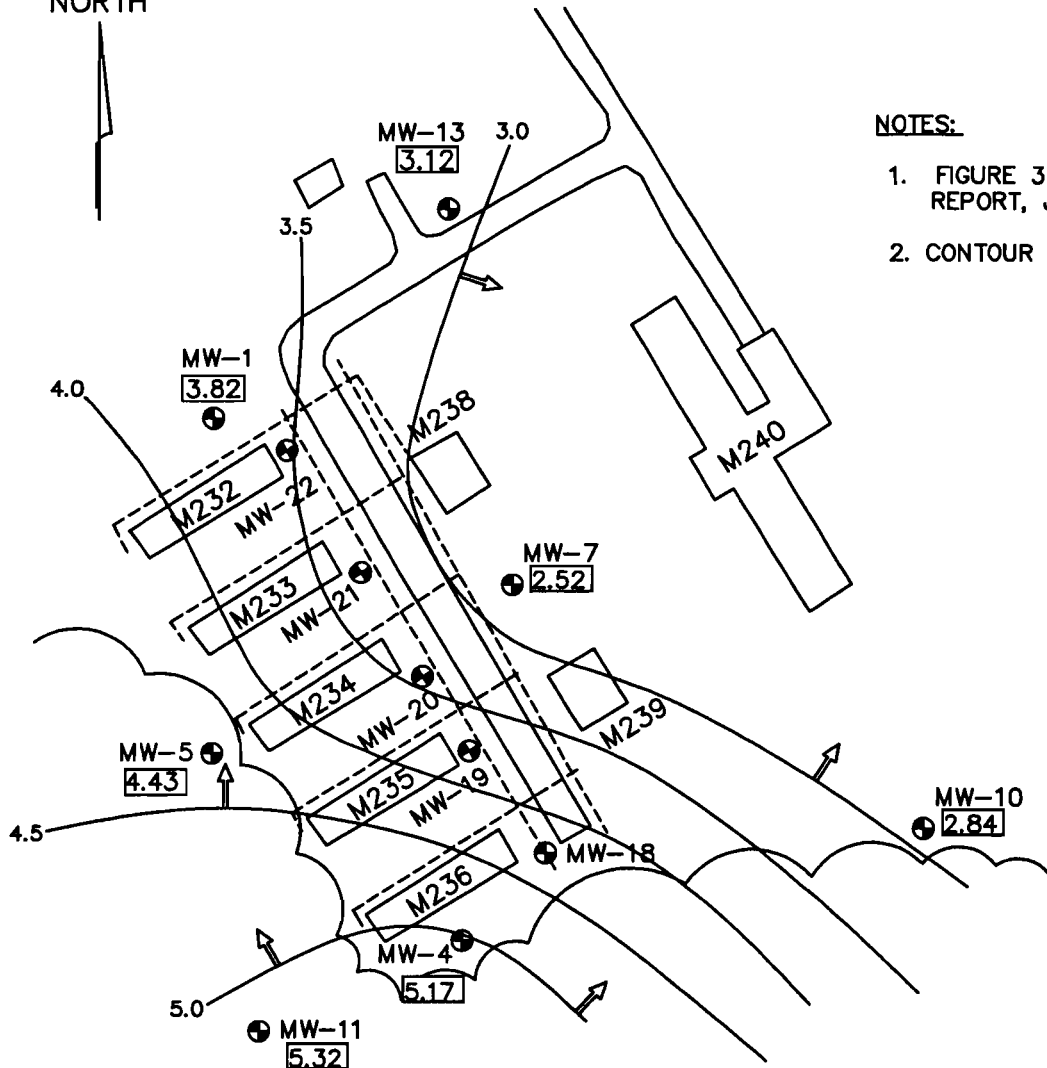 NORTH
MW-13
3.12
3.0
NOTES:
1. FIGURE 3
REPORT, J
2. CONTOUR
3.5
MW-1
3.82
4.0
M238
M240
M232
MW-22
MW-7
2.52
M233
MW-21
M234
MW-20
M239
MW-5
4.43
M235
MW-19
MW-10
2.84
4.5
MW-18
M236
MW-4
5.17
5.0
MW-11
5.32